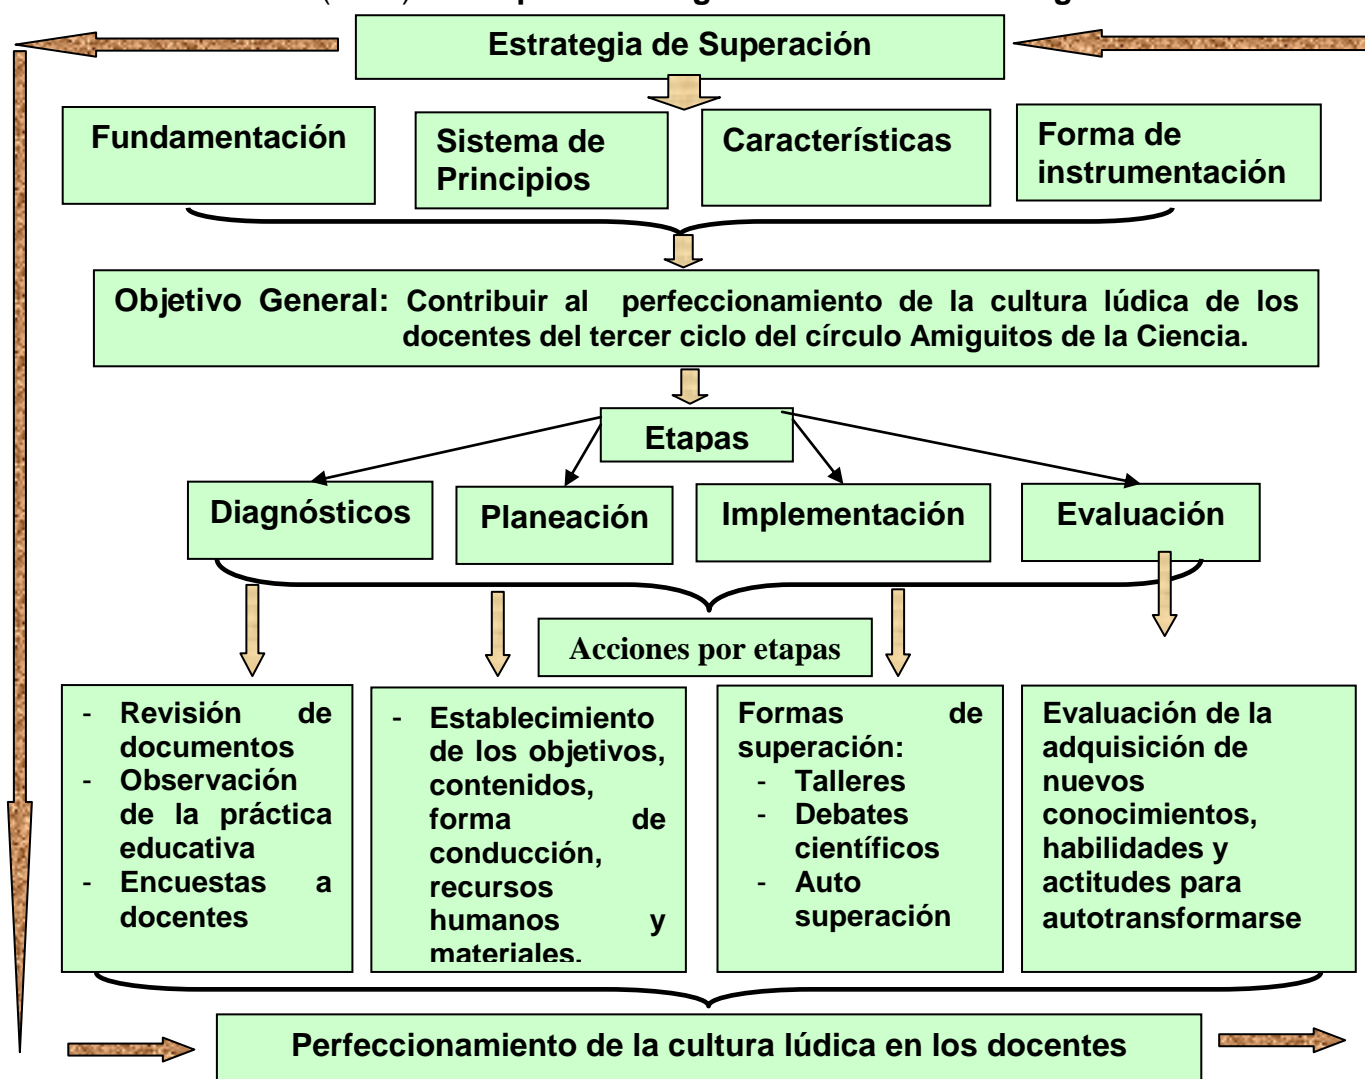 Estrategia de Superación
Fundamentación
Sistema de
Principios
Característísticas
Forma de
instrumentación
Objetivo General: Contribuir al perfeccionamiento de la cultura lúdica de los
docentes del tercer ciclo del círculo Amiguitos de la Ciencia.
Etapas
Diagnósticos
Planeación
Implementación
Evaluación
Acciones por etapas
- Revisión de
documentos
- Observación
de la práctica
educativa
- Encuestas a
docentes
- Establecimiento
de los objetivos,
contenidos,
forma de
conducción,
recursos
humanos y
materiales.
Formas de
superación:
- Talleres
- Debates
científicos
- Auto
superación
Evaluación de la
adquisición de
nuevos
conocimientos,
habilidades y
actitudes para
autotransformarse
Perfeccionamiento de la cultura lúdica en los docentes